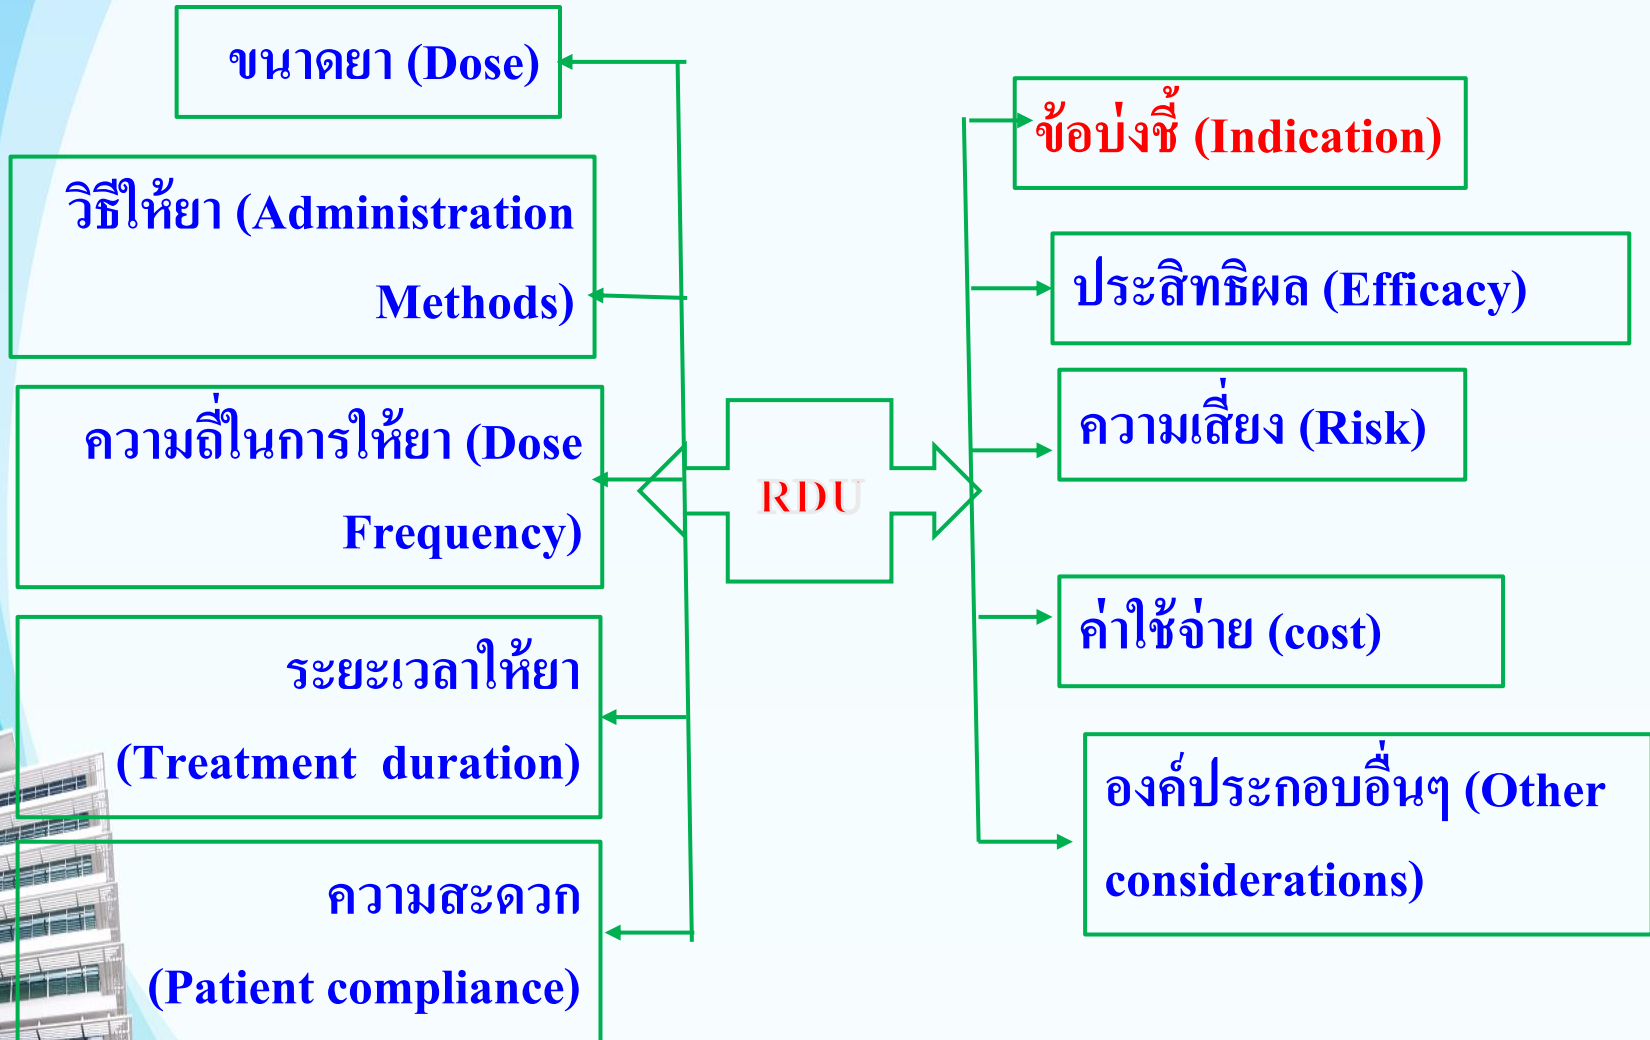 ขนาดยา (Dose)
วิธีให้ยา (Administration
Methods)
ความถี่ในการให้ยา (Dose
Frequency)
ระยะเวลาให้ยา
(Treatment duration)
ความสะดวก
(Patient compliance)
RDU
ข้อบ่งชี้ (Indication)
ประสิทธิผล (Efficacy)
ความเสี่ยง (Risk)
ค่าใช้จ่าย (cost)
องค์ประกอบอื่นๆ (Other
considerations)